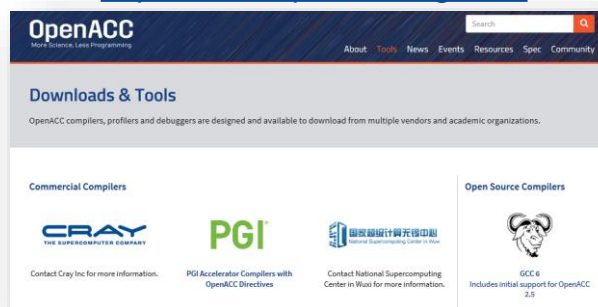 OpenACC
More Science, Less Programming
Search
About Tools News Events Resources Spec Community
Downloads & Tools
OpenACC compilers, profilers and debuggers are designed and available to download from multiple vendors and academic organizations.
Commercial Compilers
Open Source Compilers
CRAY
THE SUPERCOMPUTER COMPANY
PGI
国家超级计算无锡中心
National Supercomputing Center in Wuxi
Contact Cray Inc for more information.
PGI Accelerator Compilers with
OpenACC Directives
Contact National Supercomputing
Center in Wuxi for more information.
GCC 6
Includes initial support for OpenACC
2.5